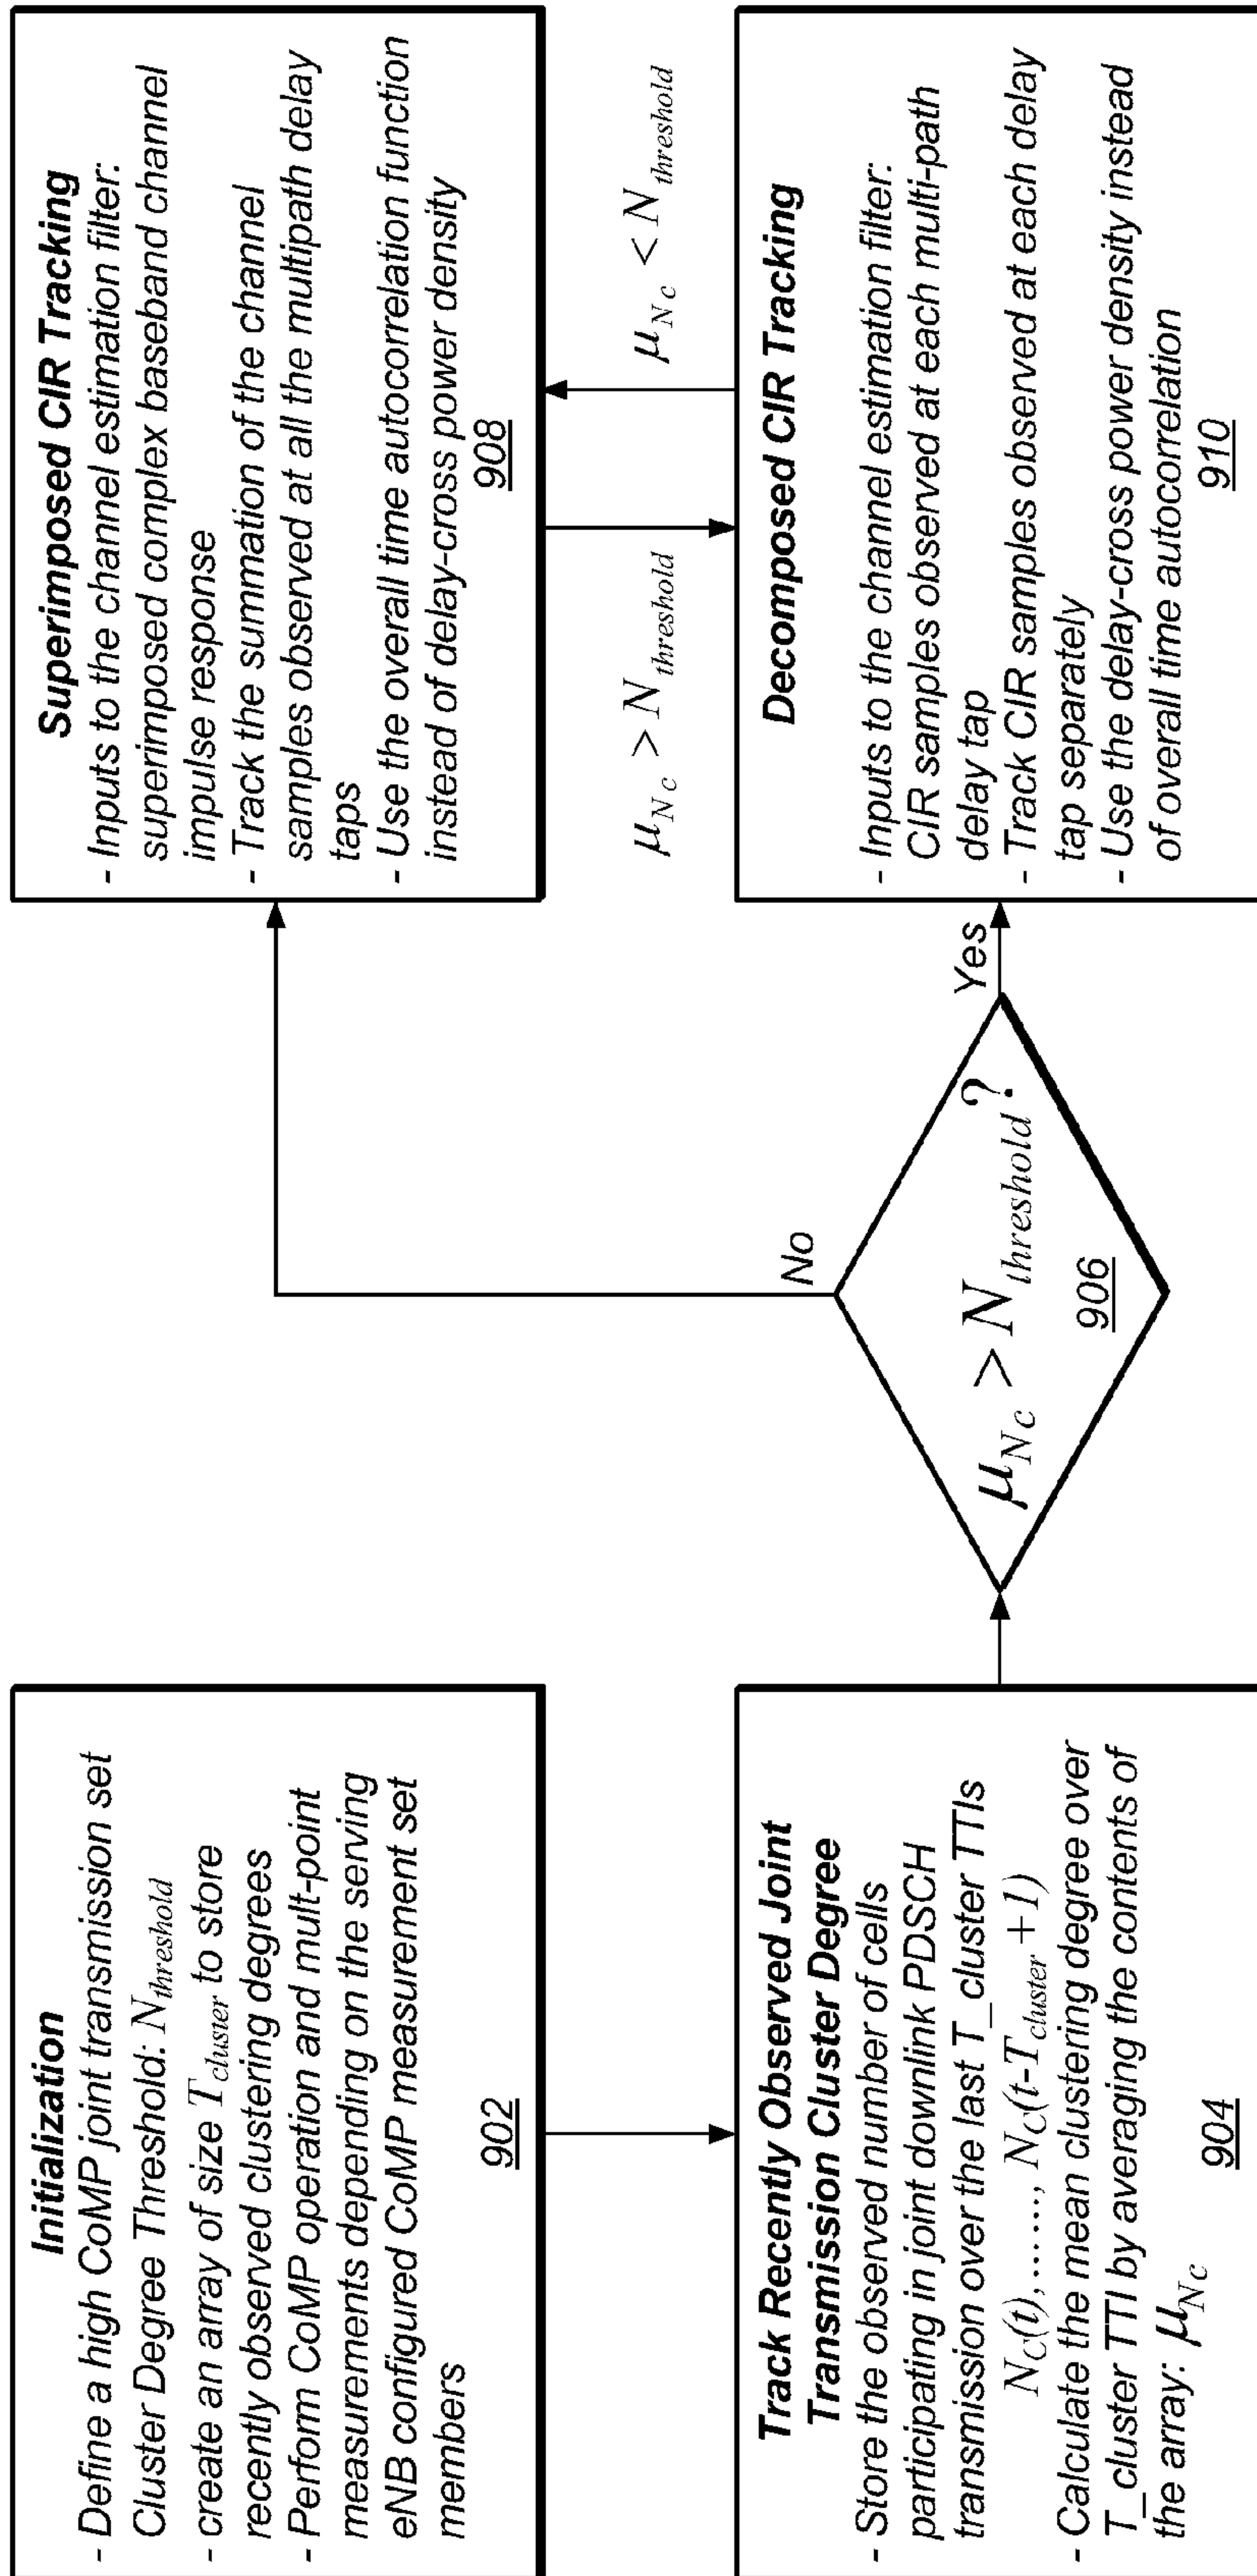 Initialization
- Define a high CoMP joint transmission set
Cluster Degree Threshold: N_threshold
- create an array of size T_cluster to store
recently observed clustering degrees
- Perform CoMP operation and mult-point
measurements depending on the serving
eNB configured CoMP measurement set
members
902
Track Recently Observed Joint
Transmission Cluster Degree
- Store the observed number of cells
participating in joint downlink PDSCH
transmission over the last T_cluster TTIs
N_C(t),......, N_C(t-T_cluster+1)
- Calculate the mean clustering degree over
T_cluster TTI by averaging the contents of
the array: μ_Nc
904
μ_Nc > N_threshold?
906
No
Yes
Superimposed CIR Tracking
- Inputs to the channel estimation filter:
superimposed complex baseband channel
impulse response
- Track the summation of the channel
samples observed at all the multipath delay
taps
- Use the overall time autocorrelation function
instead of delay-cross power density
908
μ_Nc > N_threshold
μ_Nc < N_threshold
Decomposed CIR Tracking
- Inputs to the channel estimation filter:
CIR samples observed at each multi-path
delay tap
- Track CIR samples observed at each delay
tap separately
- Use the delay-cross power density instead
of overall time autocorrelation
910